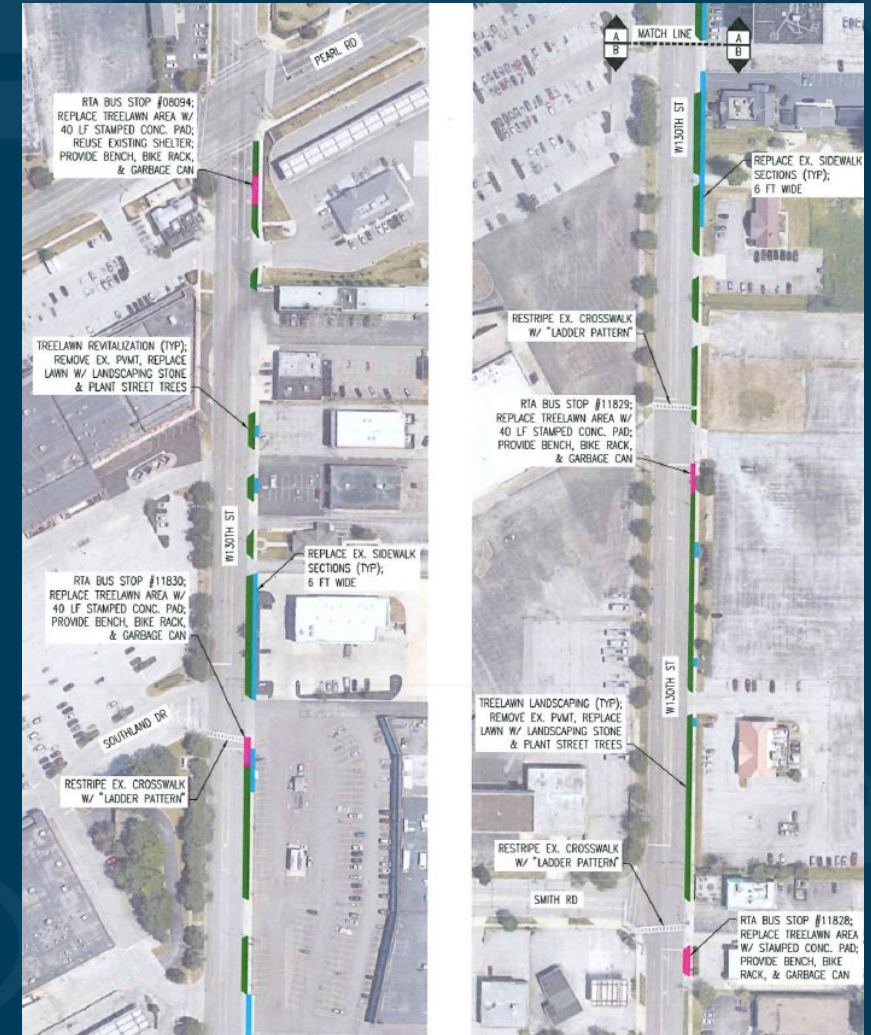 PEARL RD
RTA BUS STOP #08094;
REPLACE TREELAWN AREA W/
40 LF STAMPED CONC. PAD;
REUSE EXISTING SHELTER;
PROVIDE BENCH, BIKE RACK,
& GARBAGE CAN
TREELAWN REVITALIZATION (TYP);
REMOVE EX. PVMT, REPLACE
LAWN W/ LANDSCAPING STONE
& PLANT STREET TREES
W130TH ST
REPLACE EX. SIDEWALK
SECTIONS (TYP);
6 FT WIDE
RTA BUS STOP #11830;
REPLACE TREELAWN AREA W/
40 LF STAMPED CONC. PAD;
PROVIDE BENCH, BIKE RACK,
& GARBAGE CAN
SOUTHLAND DR
RESTRIPE EX. CROSSWALK
W/ "LADDER PATTERN"
A MATCH LINE A
B B
W130TH ST
REPLACE EX. SIDEWALK
SECTIONS (TYP);
6 FT WIDE
RESTRIPE EX. CROSSWALK
W/ "LADDER PATTERN"
RTA BUS STOP #11829;
REPLACE TREELAWN AREA W/
40 LF STAMPED CONC. PAD;
PROVIDE BENCH, BIKE RACK,
& GARBAGE CAN
W130TH ST
TREELAWN LANDSCAPING (TYP);
REMOVE EX. PVMT, REPLACE
LAWN W/ LANDSCAPING STONE
& PLANT STREET TREES
RESTRIPE EX. CROSSWALK
W/ "LADDER PATTERN"
SMITH RD
RTA BUS STOP #11828;
REPLACE TREELAWN AREA
W/ STAMPED CONC. PAD;
PROVIDE BENCH, BIKE
RACK, & GARBAGE CAN